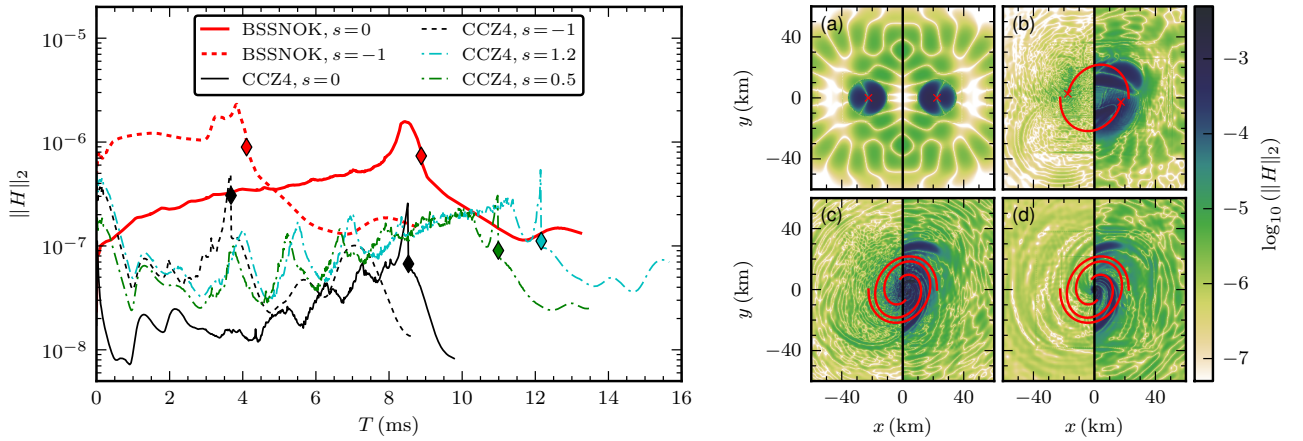 10⁻⁵
10⁻⁶
10⁻⁷
10⁻⁸
||H||₂
BSSNOK, s=0
BSSNOK, s=−1
CCZ4, s=0
CCZ4, s=−1
CCZ4, s=1.2
CCZ4, s=0.5
0 2 4 6 8 10 12 14 16
T (ms)
(a)
(b)
40
0
−40
y (km)
(c)
(d)
40
0
−40
y (km)
−40 0 40
−40 0 40
x (km)
x (km)
−3
−4
−5
−6
−7
log₁₀ (||H||₂)